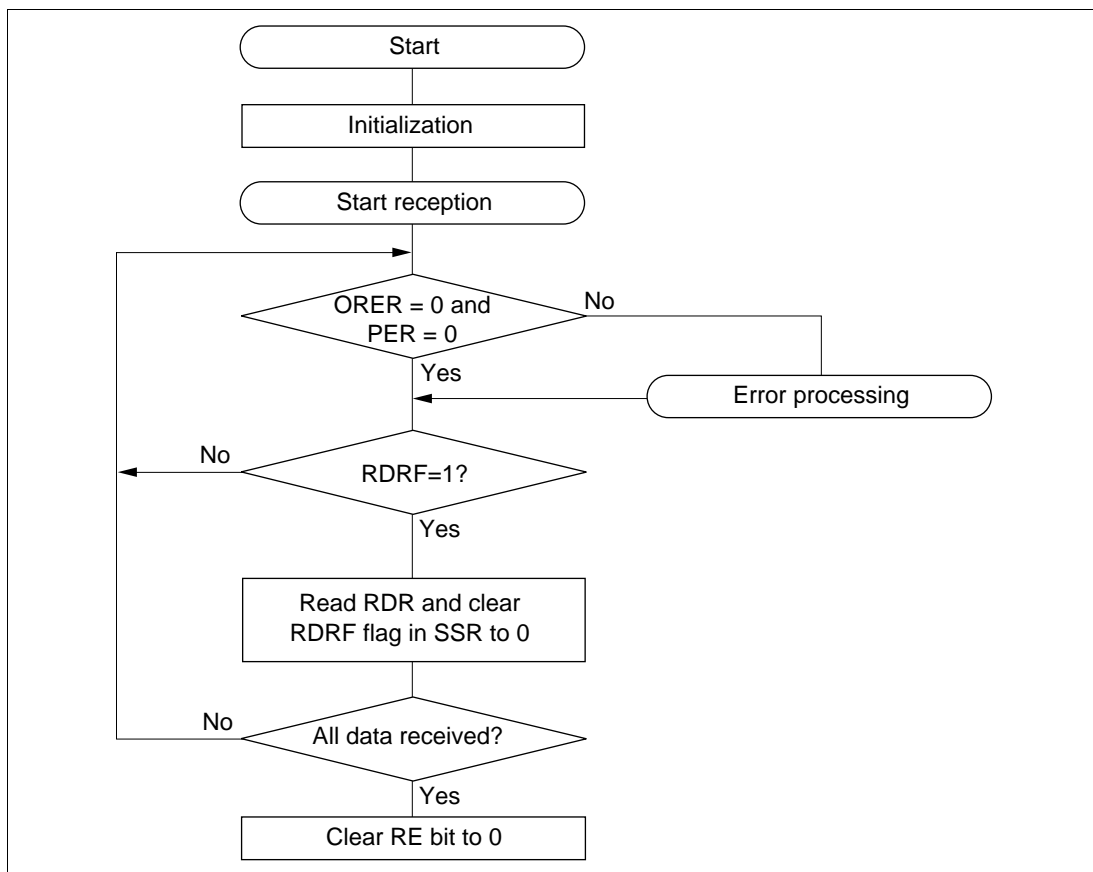 Start
Initialization
Start reception
ORER = 0 and
PER = 0
No
Yes
Error processing
No
RDRF=1?
Yes
Read RDR and clear
RDRF flag in SSR to 0
No
All data received?
Yes
Clear RE bit to 0